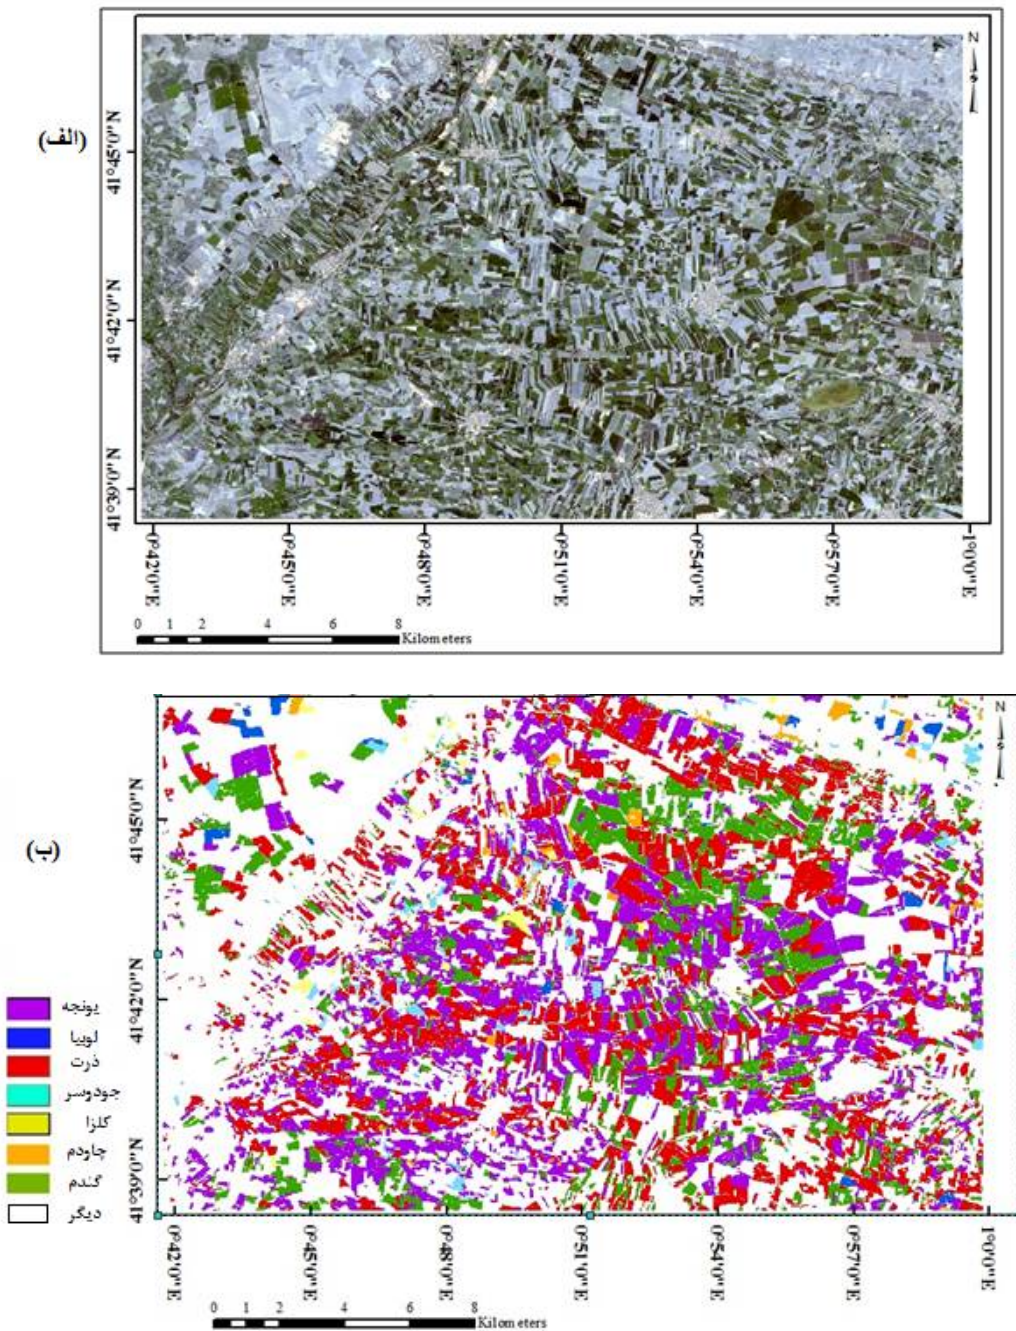 N
(الف)
41°45'0"N
41°42'0"N
41°39'0"N
0°42'0"E
0°45'0"E
0°48'0"E
0°51'0"E
0°54'0"E
0°57'0"E
1°0'0"E
0 1 2 4 6 8
Kilometers
N
(ب)
41°45'0"N
41°42'0"N
41°39'0"N
یونجه
لوبیا
ذرت
جودوسر
کلزا
چاودم
گندم
دیگر
0°42'0"E
0°45'0"E
0°48'0"E
0°51'0"E
0°54'0"E
0°57'0"E
1°0'0"E
0 1 2 4 6 8
Kilometers